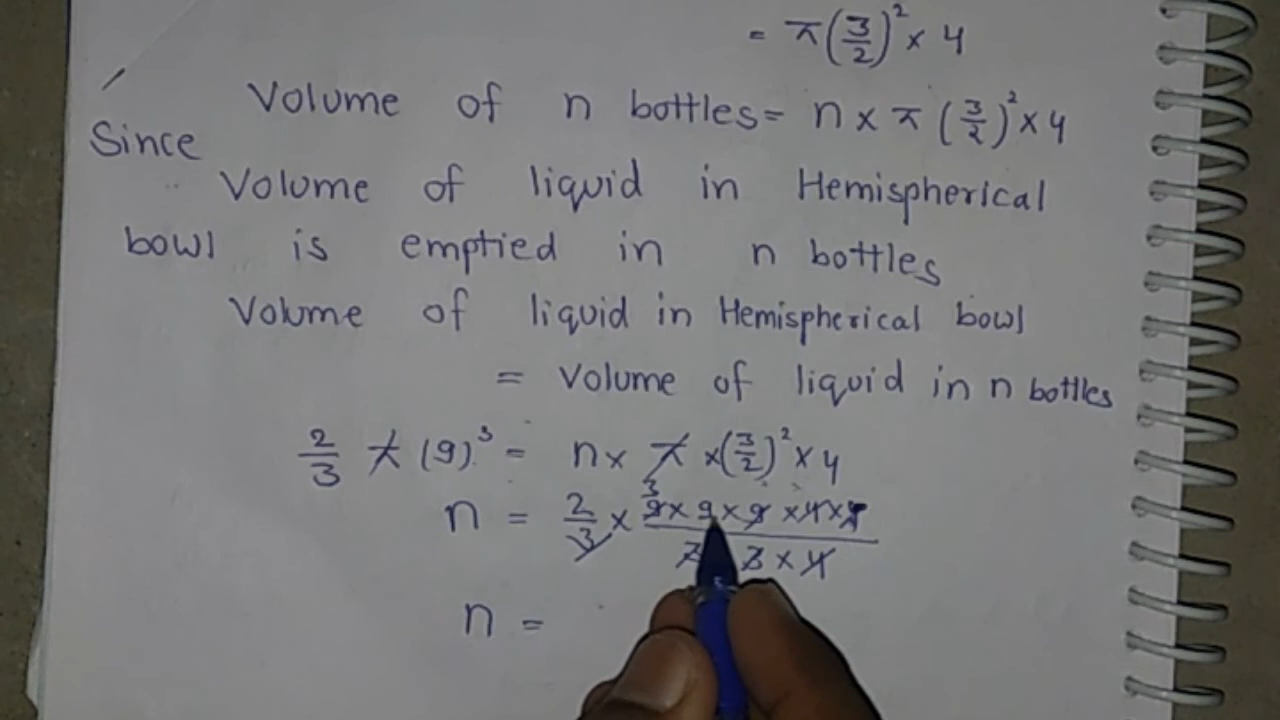 = π(3/2)² × 4
Volume of n bottles = n × π (3/2)² × 4
Since
Volume of liquid in Hemispherical
bowl is emptied in n bottles
Volume of liquid in Hemispherical bowl
= Volume of liquid in n bottles
2/3 π (9)³ = n × π × (3/2)² × 4
n = 2/3 ×
n =